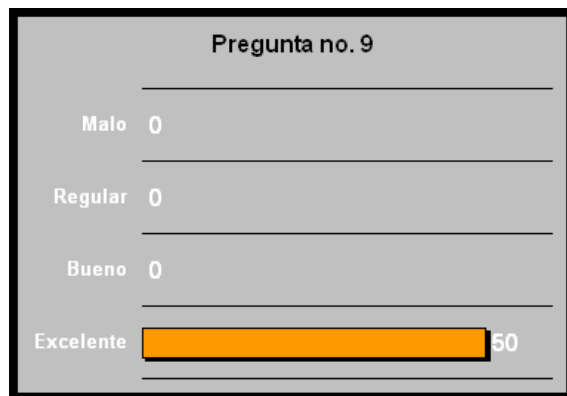 Pregunta no. 9
Malo 0
Regular 0
Bueno 0
Excelente 50